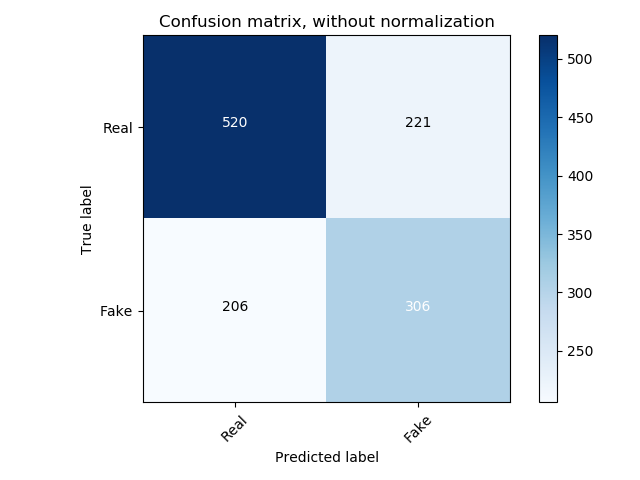 Confusion matrix, without normalization
Real
520
221
Fake
206
306
Real
Fake
True label
Predicted label
500
450
400
350
300
250